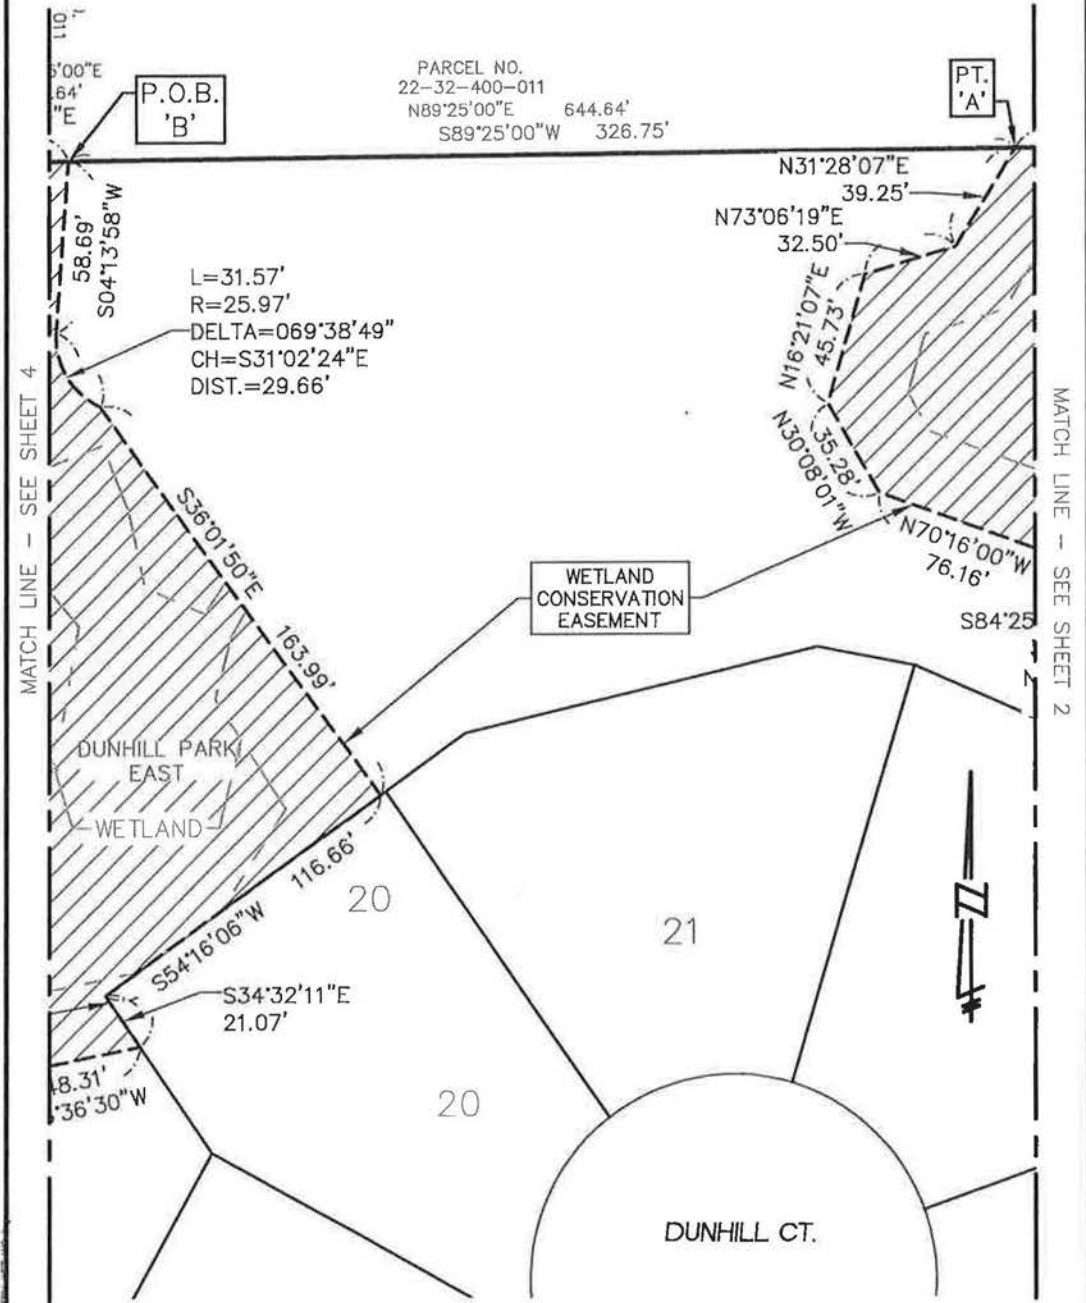 011
5'00"E
.64'
"E
P.O.B.
'B'
PARCEL NO.
22-32-400-011
N89°25'00"E 644.64'
S89°25'00"W 326.75'
PT.
'A'
N31°28'07"E
39.25'
N73°06'19"E
32.50'
58.69'
S04°13'58"W
L=31.57'
R=25.97'
DELTA=069°38'49"
CH=S31°02'24"E
DIST.=29.66'
N16°21'07"E
45.73'
35.28'
N30°08'01"W
N70°16'00"W
76.16'
S84°25
MATCH LINE - SEE SHEET 4
MATCH LINE - SEE SHEET 2
S36°01'50"E
163.99'
WETLAND
CONSERVATION
EASEMENT
DUNHILL PARK
EAST
WETLAND
116.66'
S54°16'06"W
20
21
S34°32'11"E
21.07'
48.31'
°36'30"W
20
DUNHILL CT.